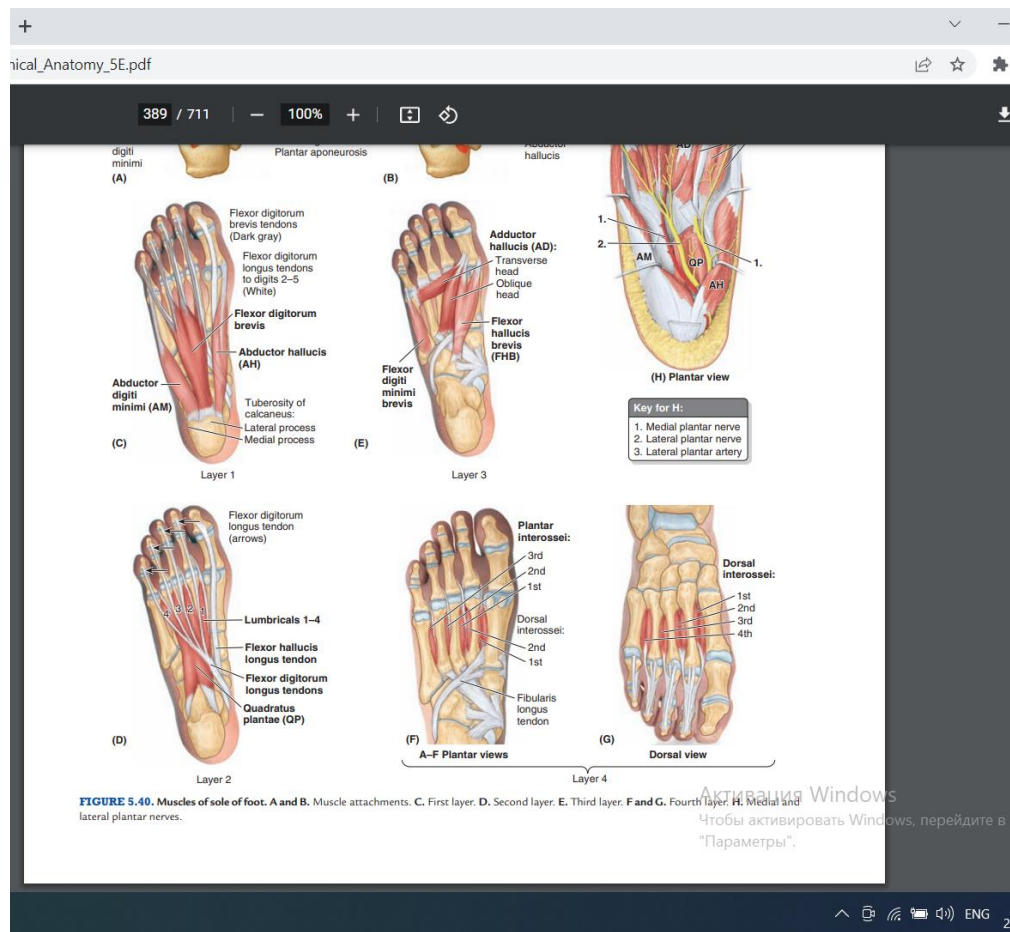 nical_Anatomy_5E.pdf
389 / 711
100%
digiti
minimi
(A)
Plantar aponeurosis
(B)
Abductor
hallucis
(C)
Flexor digitorum
brevis tendons
(Dark gray)
Flexor digitorum
longus tendons
to digits 2–5
(White)
Flexor digitorum
brevis
Abductor hallucis
(AH)
Abductor
digiti
minimi (AM)
Tuberosity of
calcaneus:
Lateral process
Medial process
Layer 1
(E)
Adductor
hallucis (AD):
Transverse
head
Oblique
head
Flexor
hallucis
brevis
(FHB)
Flexor
digiti
minimi
brevis
Layer 3
AD
1.
2.
AM
QP
1.
AH
(H) Plantar view
Key for H:
1. Medial plantar nerve
2. Lateral plantar nerve
3. Lateral plantar artery
(D)
Flexor digitorum
longus tendon
(arrows)
4 3 2 1
Lumbricals 1–4
Flexor hallucis
longus tendon
Flexor digitorum
longus tendons
Quadratus
plantae (QP)
Layer 2
(F)
Plantar
interossei:
3rd
2nd
1st
Dorsal
interossei:
2nd
1st
Fibularis
longus
tendon
A–F Plantar views
(G)
Dorsal
interossei:
1st
2nd
3rd
4th
Dorsal view
Layer 4
FIGURE 5.40. Muscles of sole of foot. A and B. Muscle attachments. C. First layer. D. Second layer. E. Third layer. F and G. Fourth layer. H. Medial and
lateral plantar nerves.
Активация Windows
Чтобы активировать Windows, перейдите в
"Параметры".
ENG
2